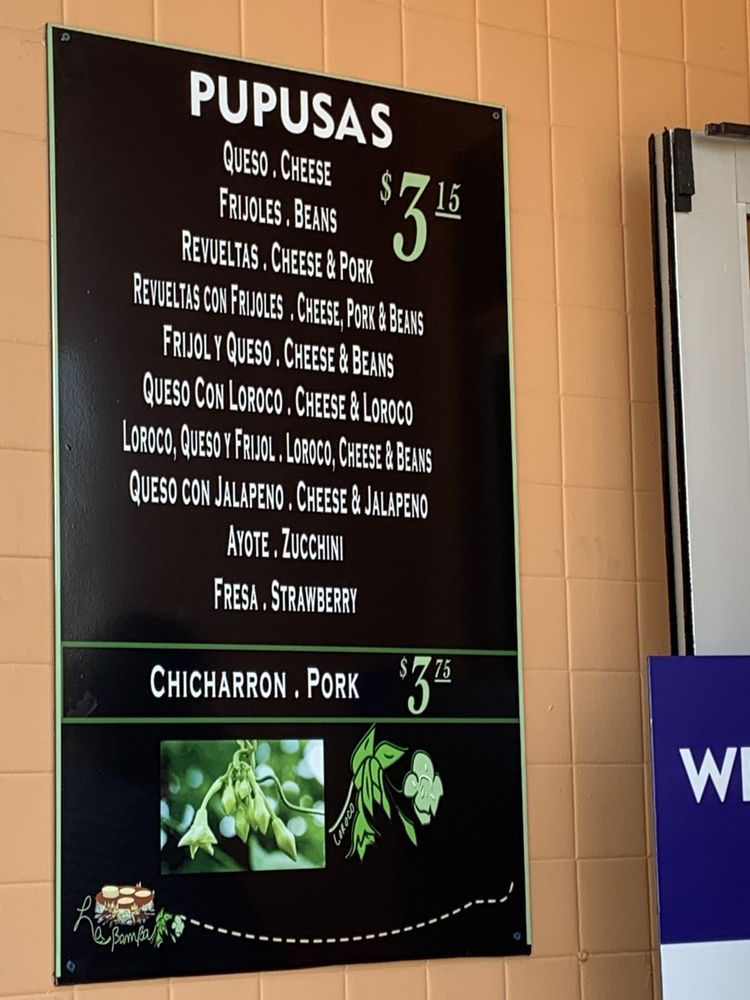 PUPUSAS
QUESO . CHEESE
$3 15
FRIJOLES . BEANS
REVUELTAS . CHEESE & PORK
REVUELTAS CON FRIJOLES . CHEESE, PORK & BEANS
FRIJOL Y QUESO . CHEESE & BEANS
QUESO CON LOROCO . CHEESE & LOROCO
LOROCO, QUESO Y FRIJOL . LOROCO, CHEESE & BEANS
QUESO CON JALAPENO . CHEESE & JALAPENO
AYOTE . ZUCCHINI
FRESA . STRAWBERRY
CHICHARRON . PORK $3 75
LOROCO
La Bamba
WE